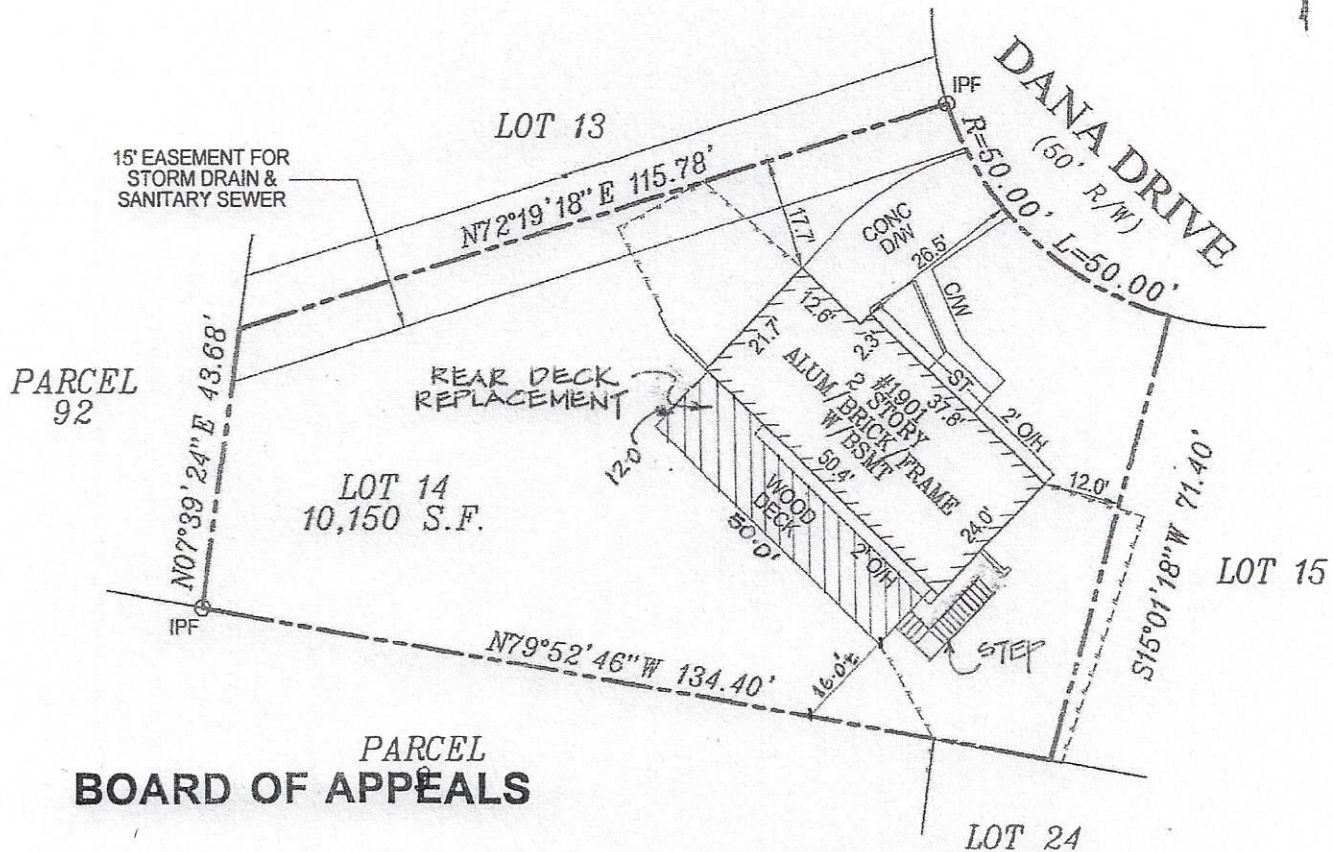 DANA DRIVE
(50' R/W)
IPF
R=50.00' L=50.00'
LOT 13
15' EASEMENT FOR
STORM DRAIN &
SANITARY SEWER
N72°19'18"E 115.78'
17.7'
CONC
D/W
26.5'
C/W
12.6'
2.3'
21.7'
ST
#1901
2 STORY
ALUM/BRICK/FRAME
W/BSMT
37.8'
2' O/H
12.0'
PARCEL
92
N07°39'24"E 43.68'
REAR DECK
REPLACEMENT
12.0'
LOT 14
10,150 S.F.
50.4'
WOOD
DECK
50.0'
2' O/H
24.0'
S15°01'18"W 71.40'
LOT 15
IPF
N79°52'46"W 134.40'
STEP
PARCEL
BOARD OF APPEALS
LOT 24